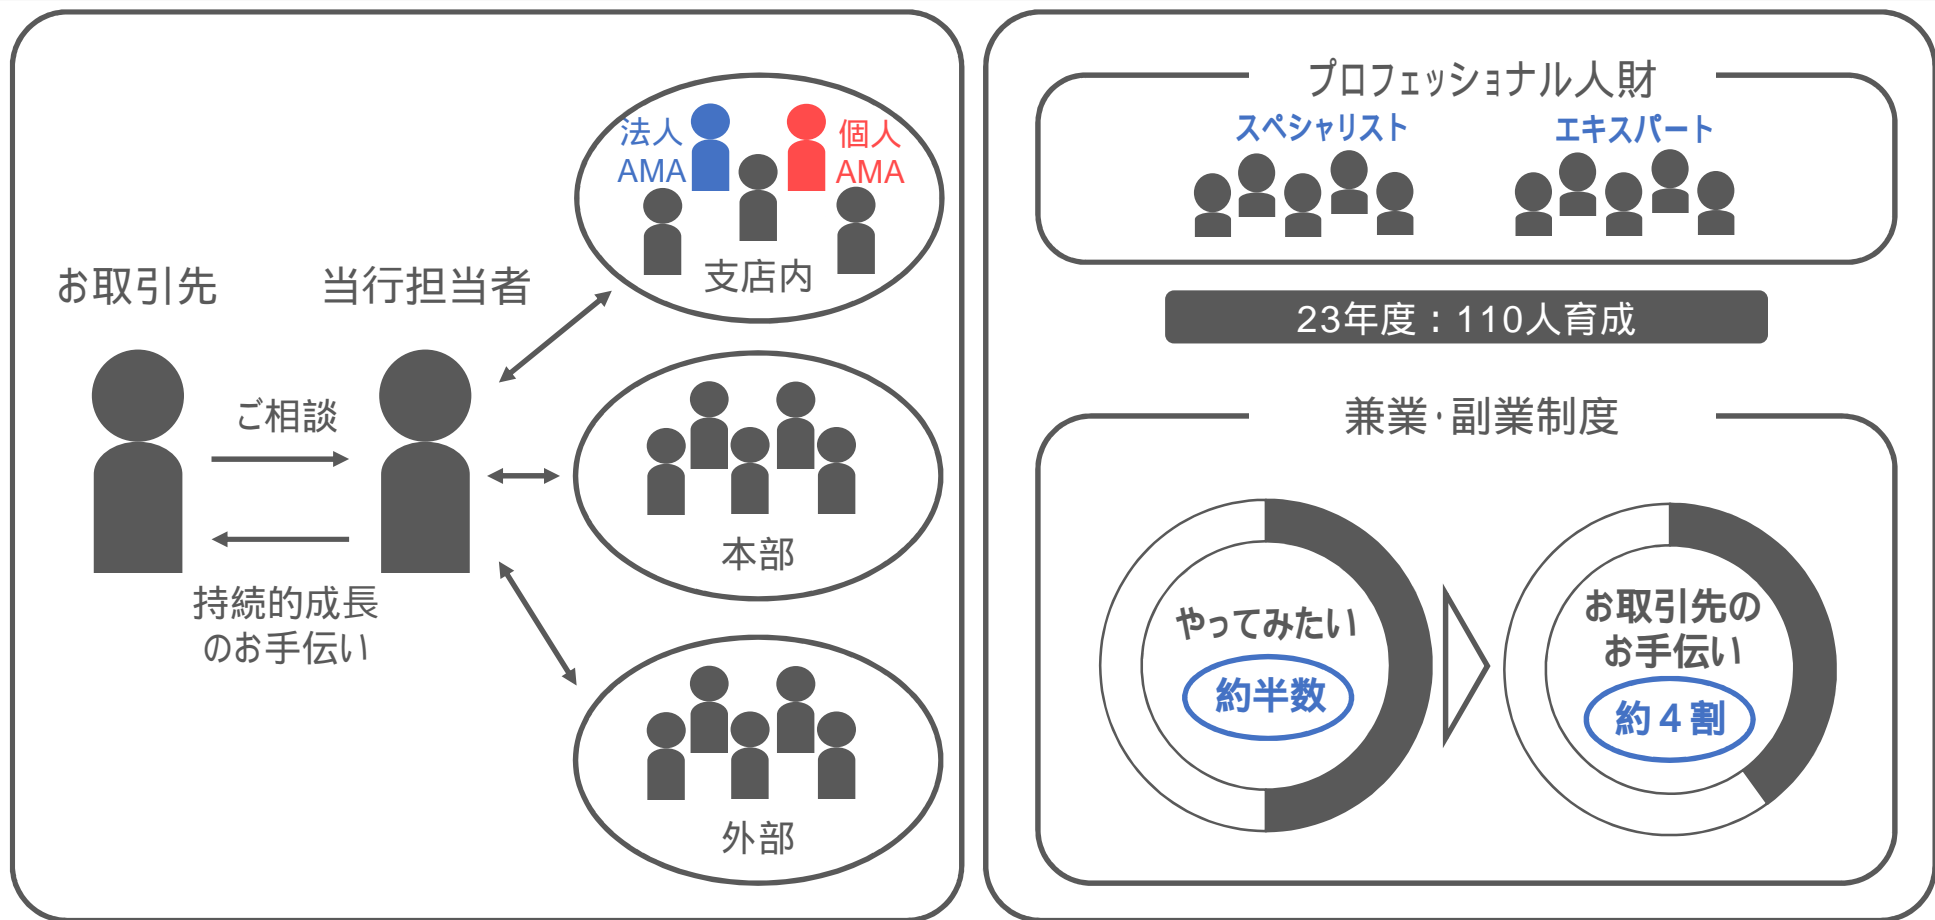 お取引先
当行担当者
ご相談
持続的成長
のお手伝い
法人
AMA
個人
AMA
支店内
本部
外部
プロフェッショナル人財
スペシャリスト
エキスパート
23年度：110人育成
兼業・副業制度
やってみたい
約半数
お取引先の
お手伝い
約４割